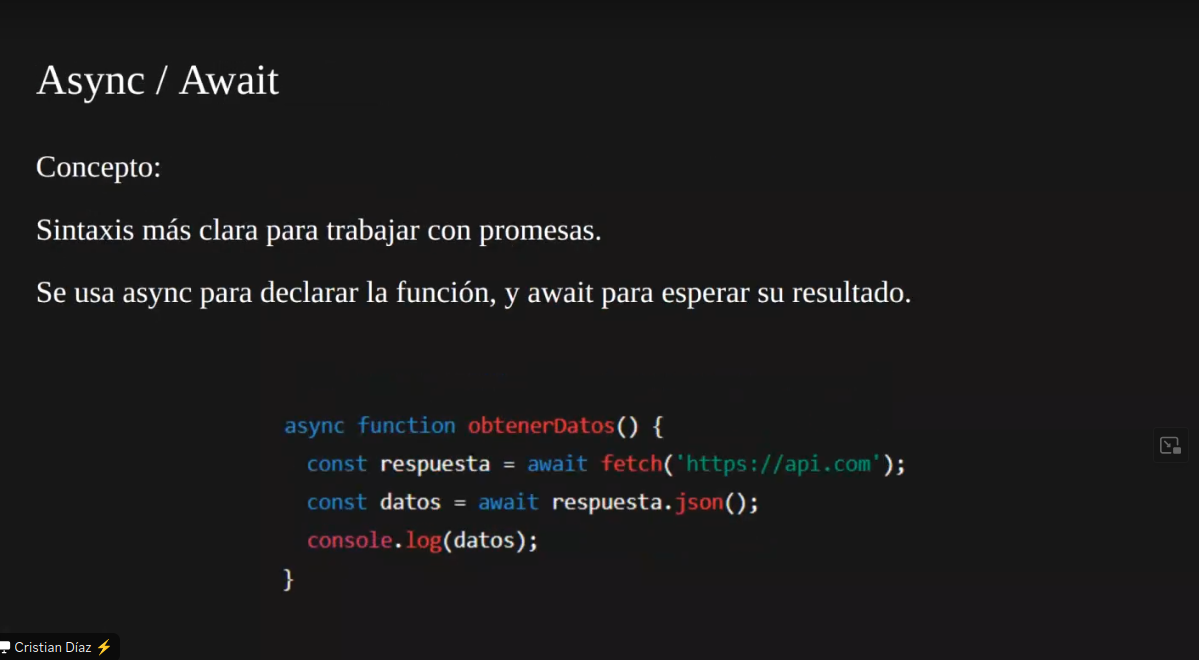 Async / Await
Concepto:
Sintaxis más clara para trabajar con promesas.
Se usa async para declarar la función, y await para esperar su resultado.
async function obtenerDatos() {
  const respuesta = await fetch('https://api.com');
  const datos = await respuesta.json();
  console.log(datos);
}
Cristian Díaz ⚡